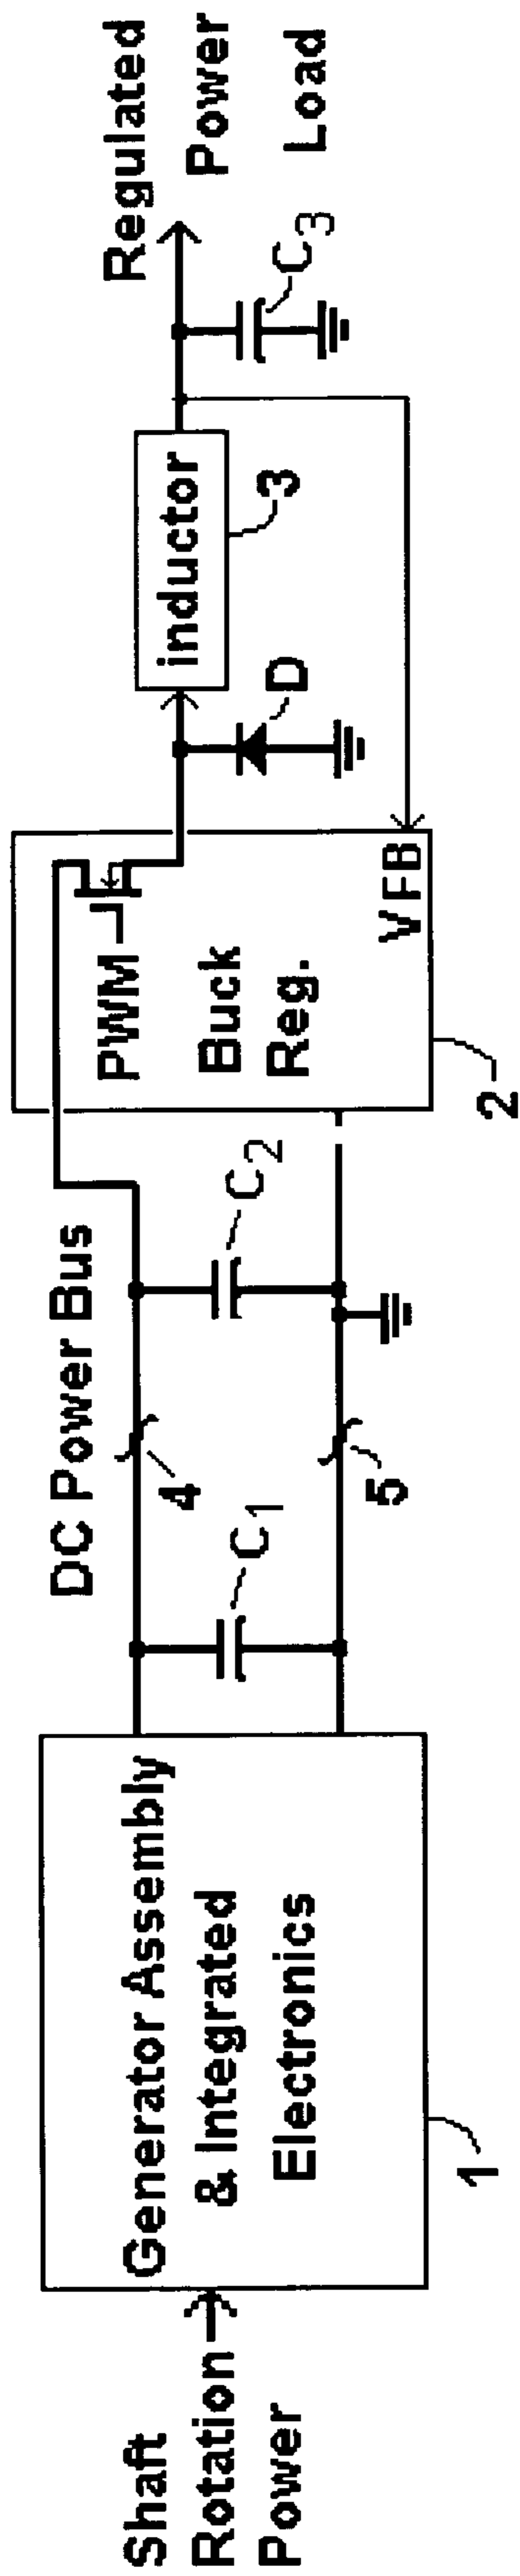 Shaft
Rotation
Power
Generator Assembly
& Integrated
Electronics
1
DC Power Bus
C1
4
5
C2
PWM
Buck
Reg.
VFB
2
D
inductor
3
C3
Regulated
Power
Load